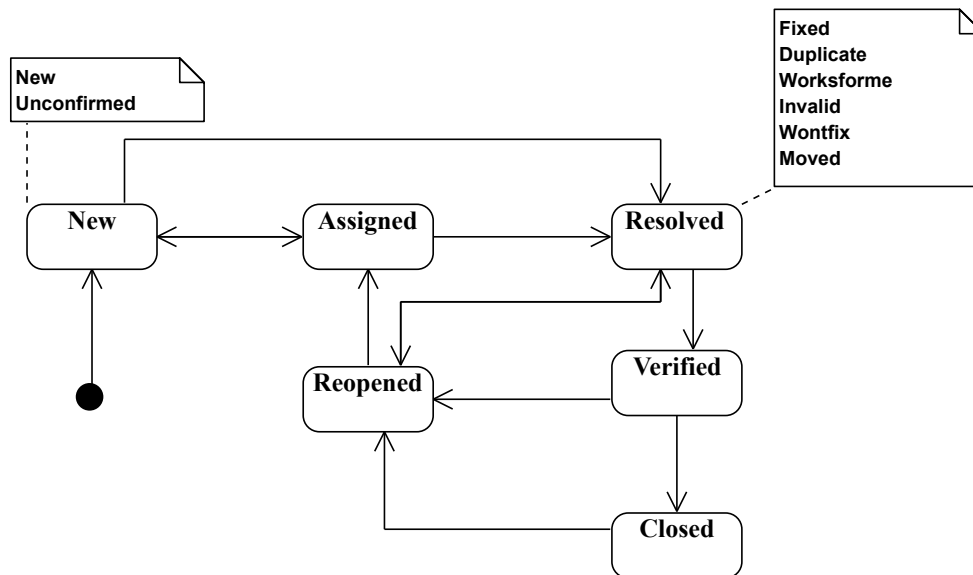 New
Unconfirmed
Fixed
Duplicate
Worksforme
Invalid
Wontfix
Moved
New
Assigned
Resolved
Reopened
Verified
Closed